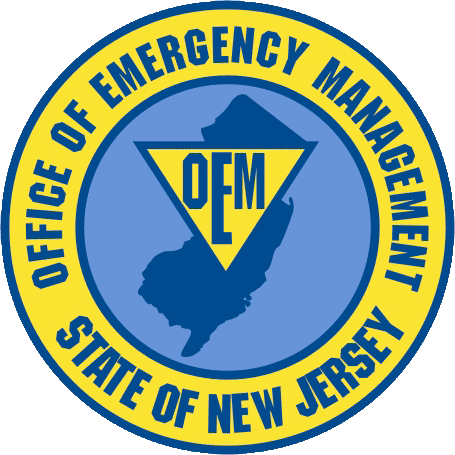 OFFICE OF EMERGENCY MANAGEMENT
OEM
STATE OF NEW JERSEY